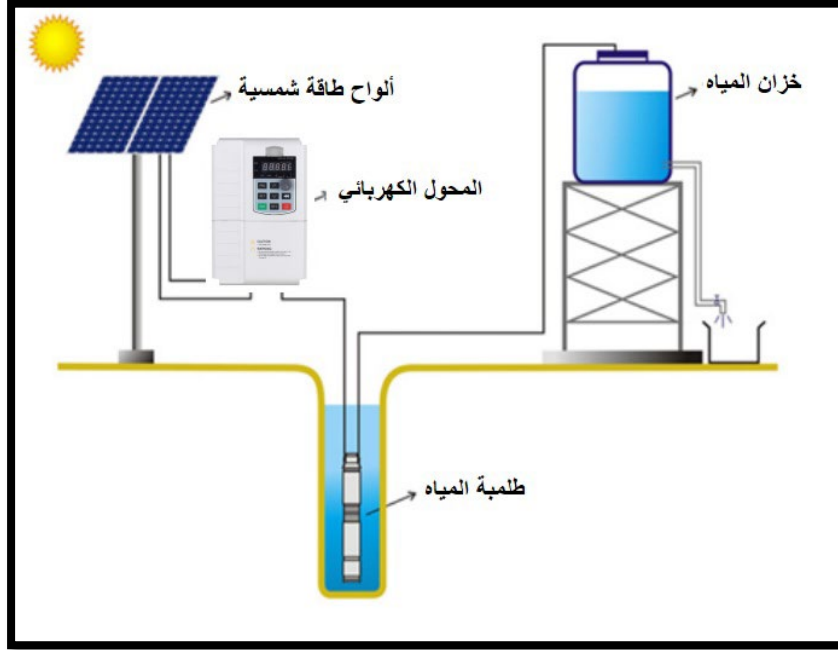 ألواح طاقة شمسية
خزان المياه
المحول الكهربائي
طلمبة المياه